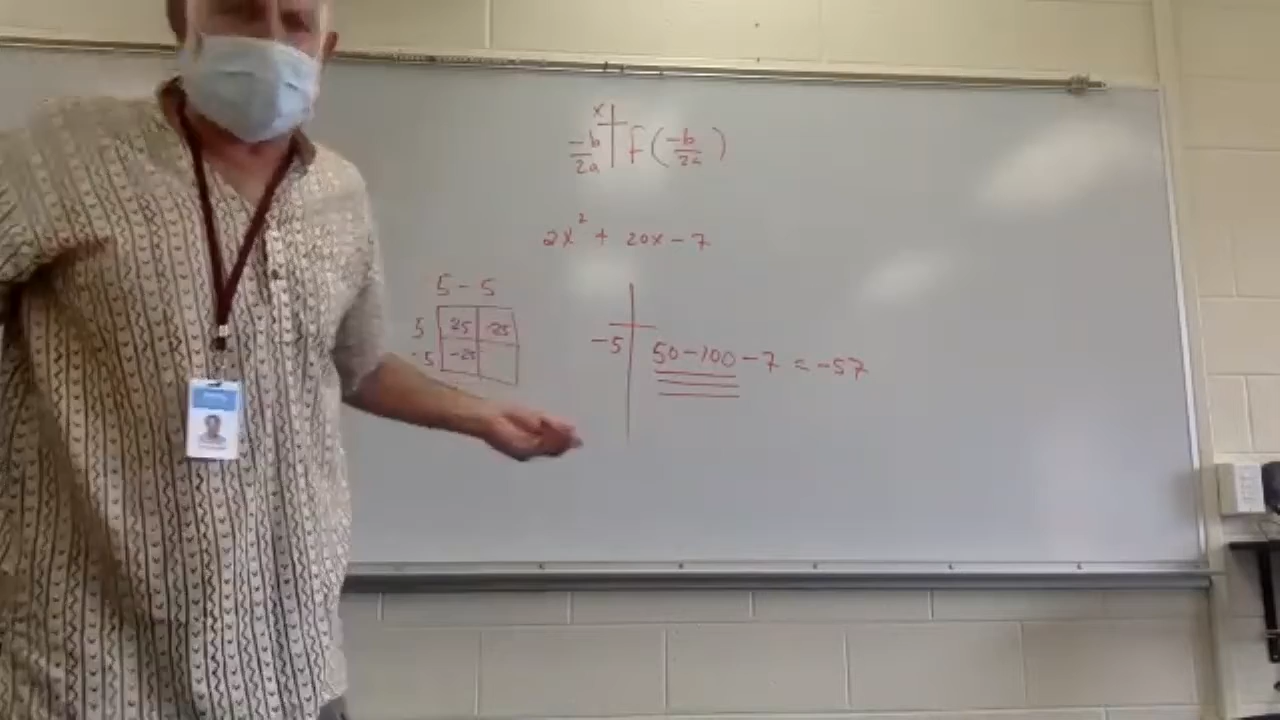 x
-b/2a f(-b/2a)
2x² + 20x - 7
5 - 5
5 25 -25
-5 -25
-5 50-100-7 = -57